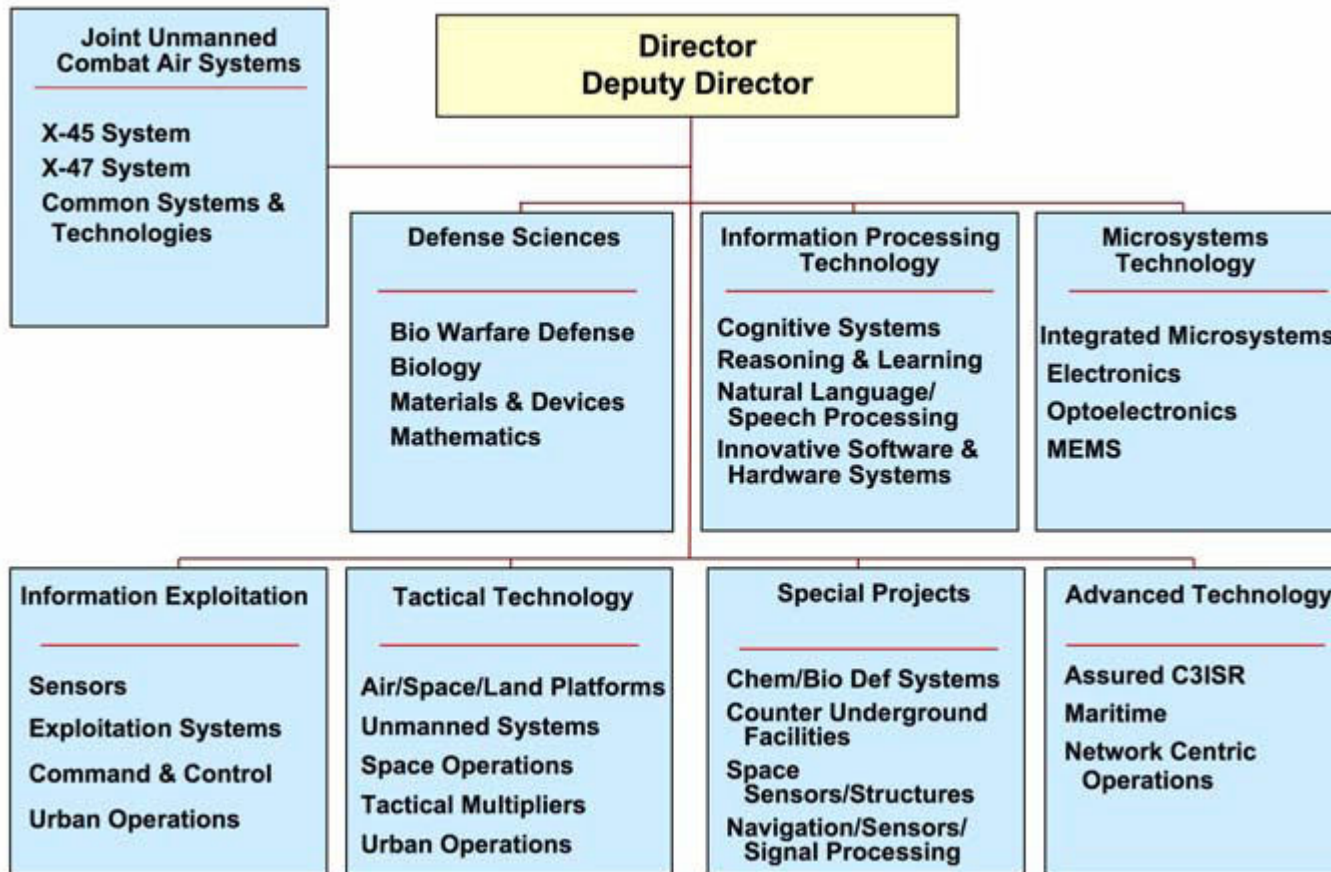 Joint Unmanned
Combat Air Systems
X-45 System
X-47 System
Common Systems &
Technologies
Director
Deputy Director
Defense Sciences
Bio Warfare Defense
Biology
Materials & Devices
Mathematics
Information Processing
Technology
Cognitive Systems
Reasoning & Learning
Natural Language/
Speech Processing
Innovative Software &
Hardware Systems
Microsystems
Technology
Integrated Microsystems
Electronics
Optoelectronics
MEMS
Information Exploitation
Sensors
Exploitation Systems
Command & Control
Urban Operations
Tactical Technology
Air/Space/Land Platforms
Unmanned Systems
Space Operations
Tactical Multipliers
Urban Operations
Special Projects
Chem/Bio Def Systems
Counter Underground
Facilities
Space
Sensors/Structures
Navigation/Sensors/
Signal Processing
Advanced Technology
Assured C3ISR
Maritime
Network Centric
Operations